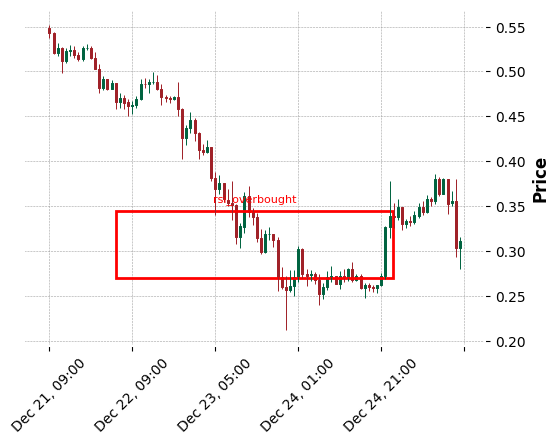 0.55
0.50
0.45
0.40
0.35
0.30
0.25
0.20
Price
rsi_overbought
Dec 21, 09:00
Dec 22, 09:00
Dec 23, 05:00
Dec 24, 01:00
Dec 24, 21:00